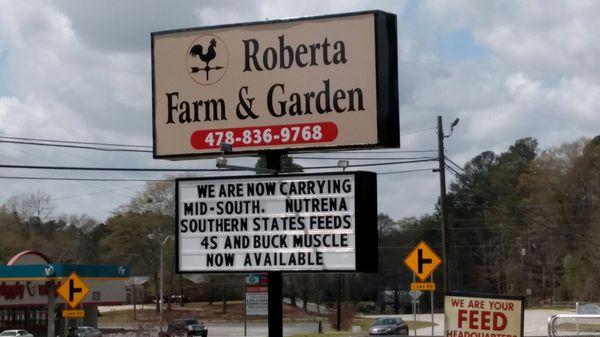 Roberta
Farm & Garden
478-836-9768
WE ARE NOW CARRYING
MID-SOUTH. NUTRENA
SOUTHERN STATES FEEDS
4S AND BUCK MUSCLE
NOW AVAILABLE
WE ARE YOUR
FEED
HEADQUARTERS